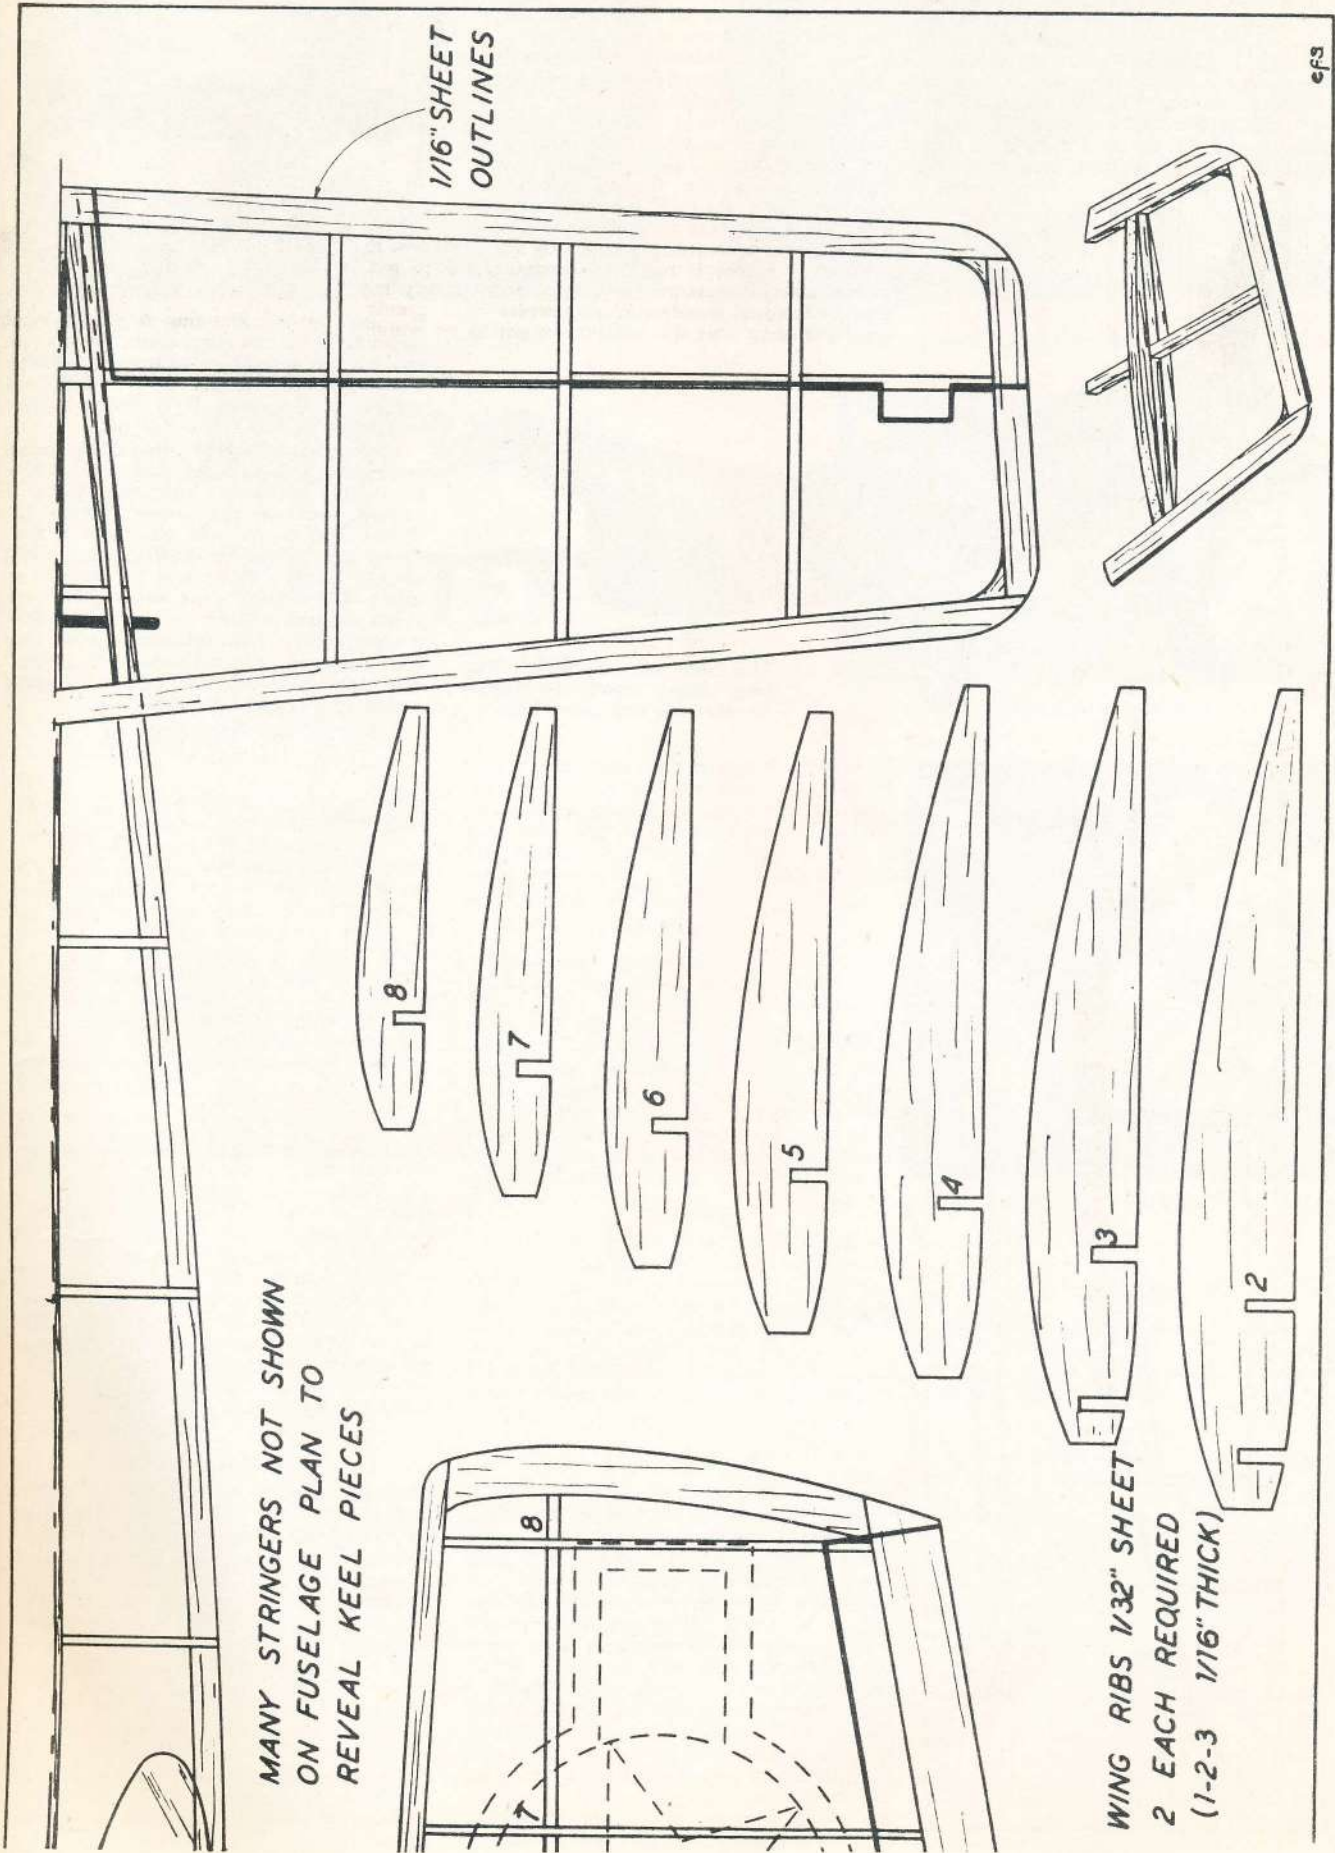 1/16" SHEET
OUTLINES
MANY STRINGERS NOT SHOWN
ON FUSELAGE PLAN TO
REVEAL KEEL PIECES
8
7
6
5
4
3
2
8
7
WING RIBS 1/32" SHEET
2 EACH REQUIRED
(1-2-3 1/16" THICK)